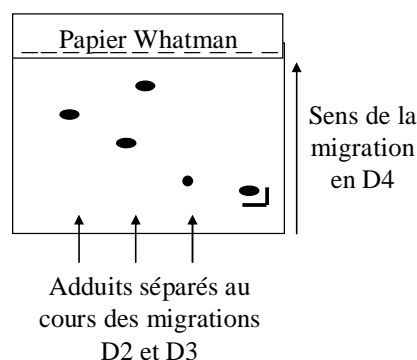 Papier Whatman
Sens de la
migration
en D4
Adduits séparés au
cours des migrations
D2 et D3